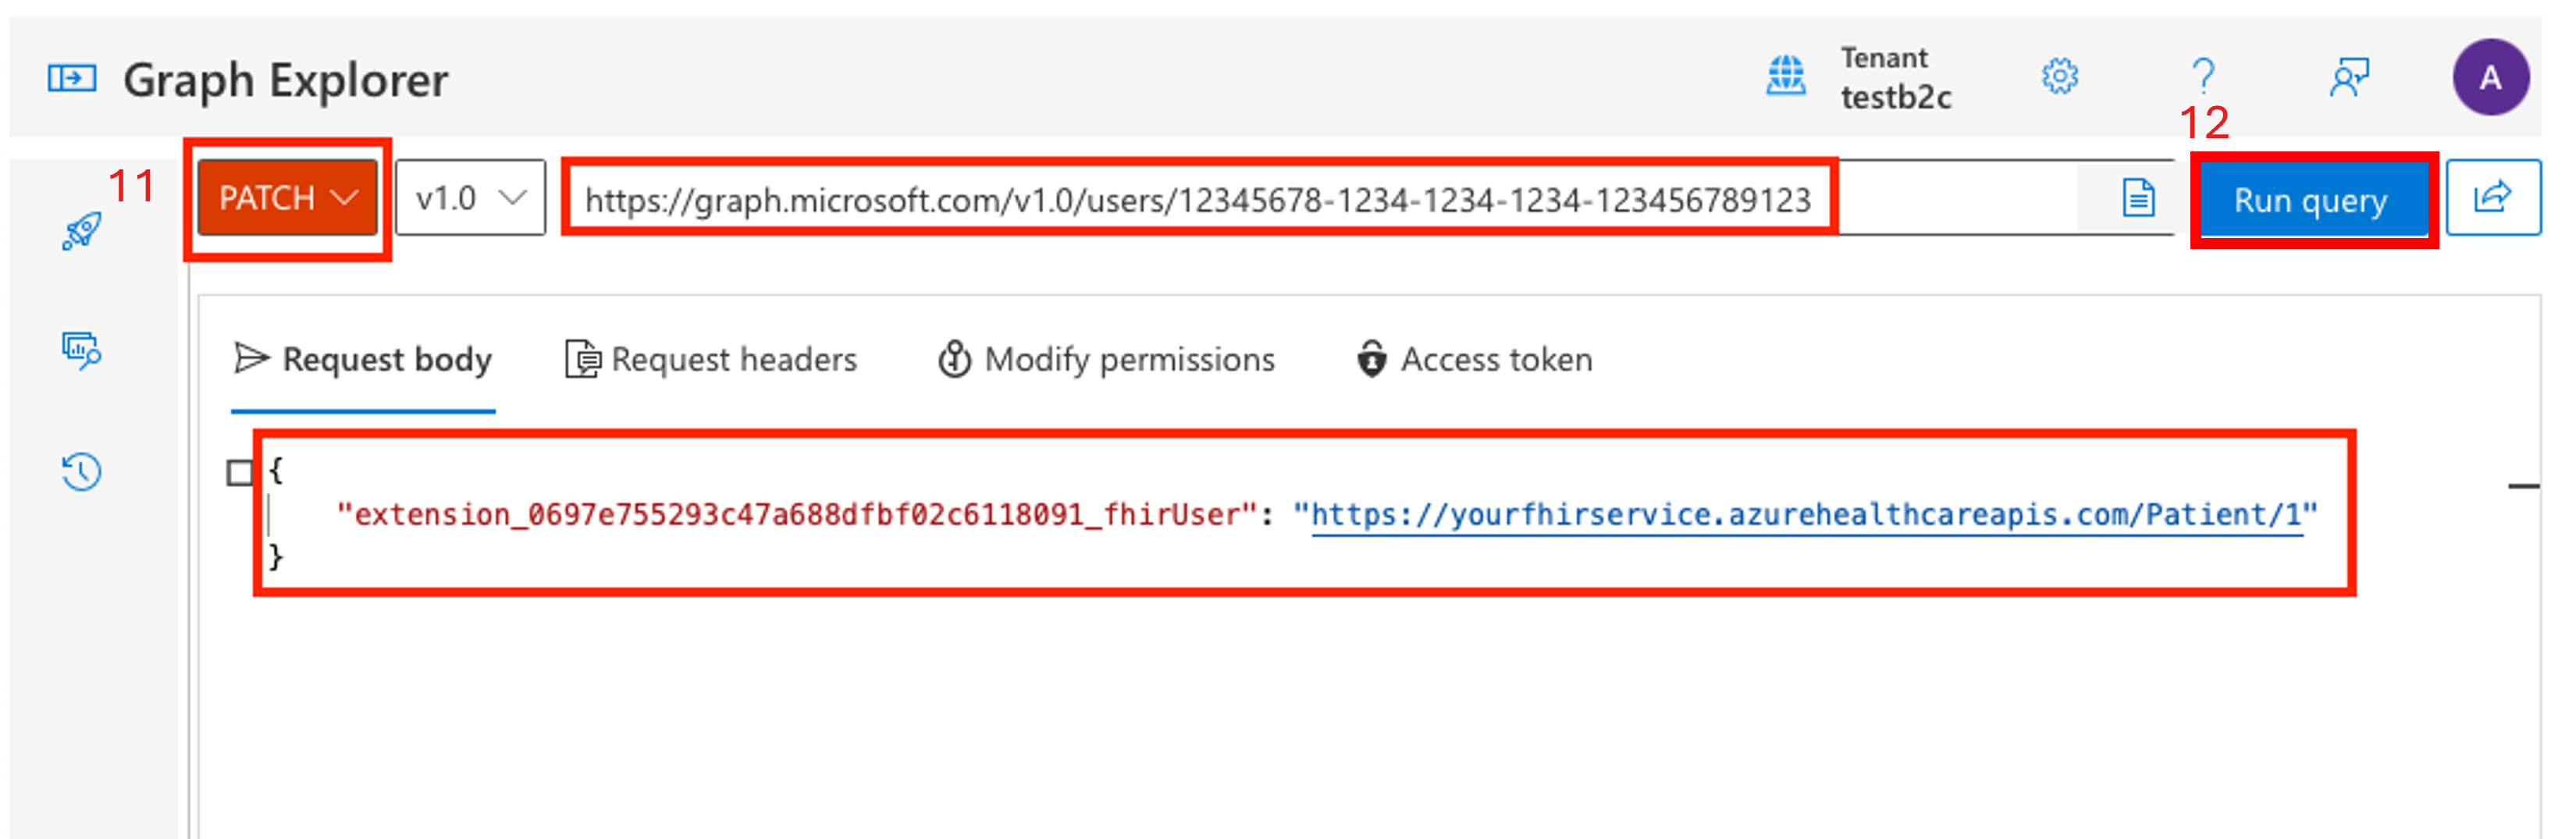 Graph Explorer
Tenant
testb2c
A
11
12
PATCH
v1.0
https://graph.microsoft.com/v1.0/users/12345678-1234-1234-1234-123456789123
Run query
Request body
Request headers
Modify permissions
Access token
{
"extension_0697e755293c47a688dfbf02c6118091_fhirUser": "https://yourfhirservice.azurehealthcareapis.com/Patient/1"
}